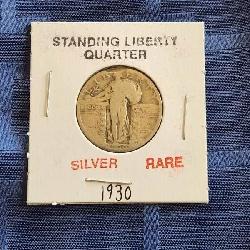 STANDING LIBERTY
QUARTER
SILVER RARE
1930